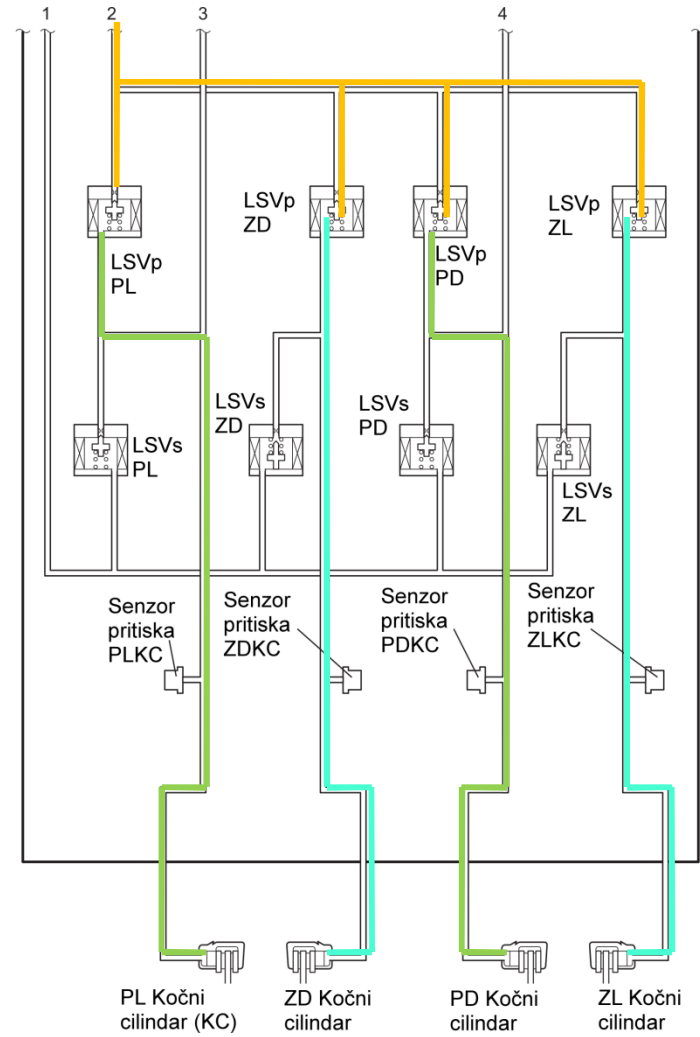 1
2
3
4
LSVp
PL
LSVp
ZD
LSVp
PD
LSVp
ZL
LSVs
PL
LSVs
ZD
LSVs
PD
LSVs
ZL
Senzor
pritiska
PLKC
Senzor
pritiska
ZDKC
Senzor
pritiska
PDKC
Senzor
pritiska
ZLKC
PL Kočni
cilindar (KC)
ZD Kočni
cilindar
PD Kočni
cilindar
ZL Kočni
cilindar